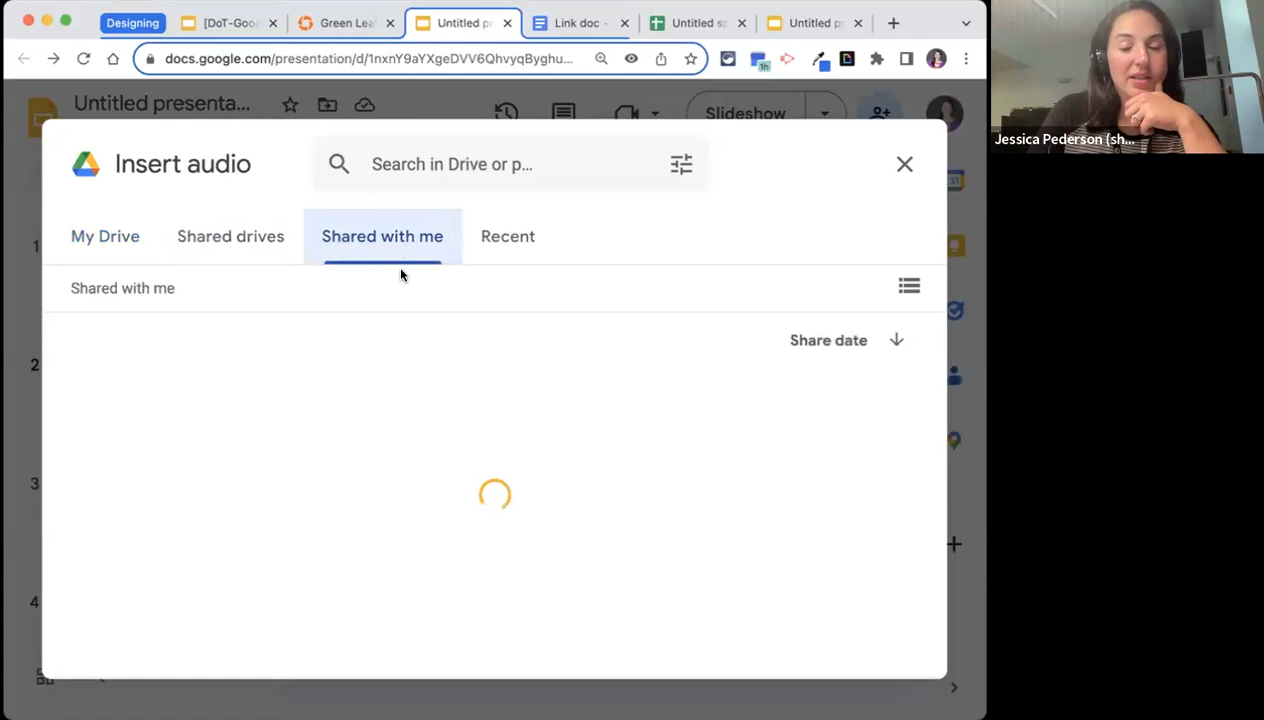 Designing
[DoT-Goo
Green Lea
Untitled pr
Link doc -
Untitled sp
Untitled p
docs.google.com/presentation/d/1nxnY9aYXgeDVV6QhvyqByghu...
1h
Untitled presenta...
Slideshow
Insert audio
Search in Drive or p...
My Drive
Shared drives
Shared with me
Recent
Shared with me
Share date
1
2
3
4
31
Jessica Pederson (sh...